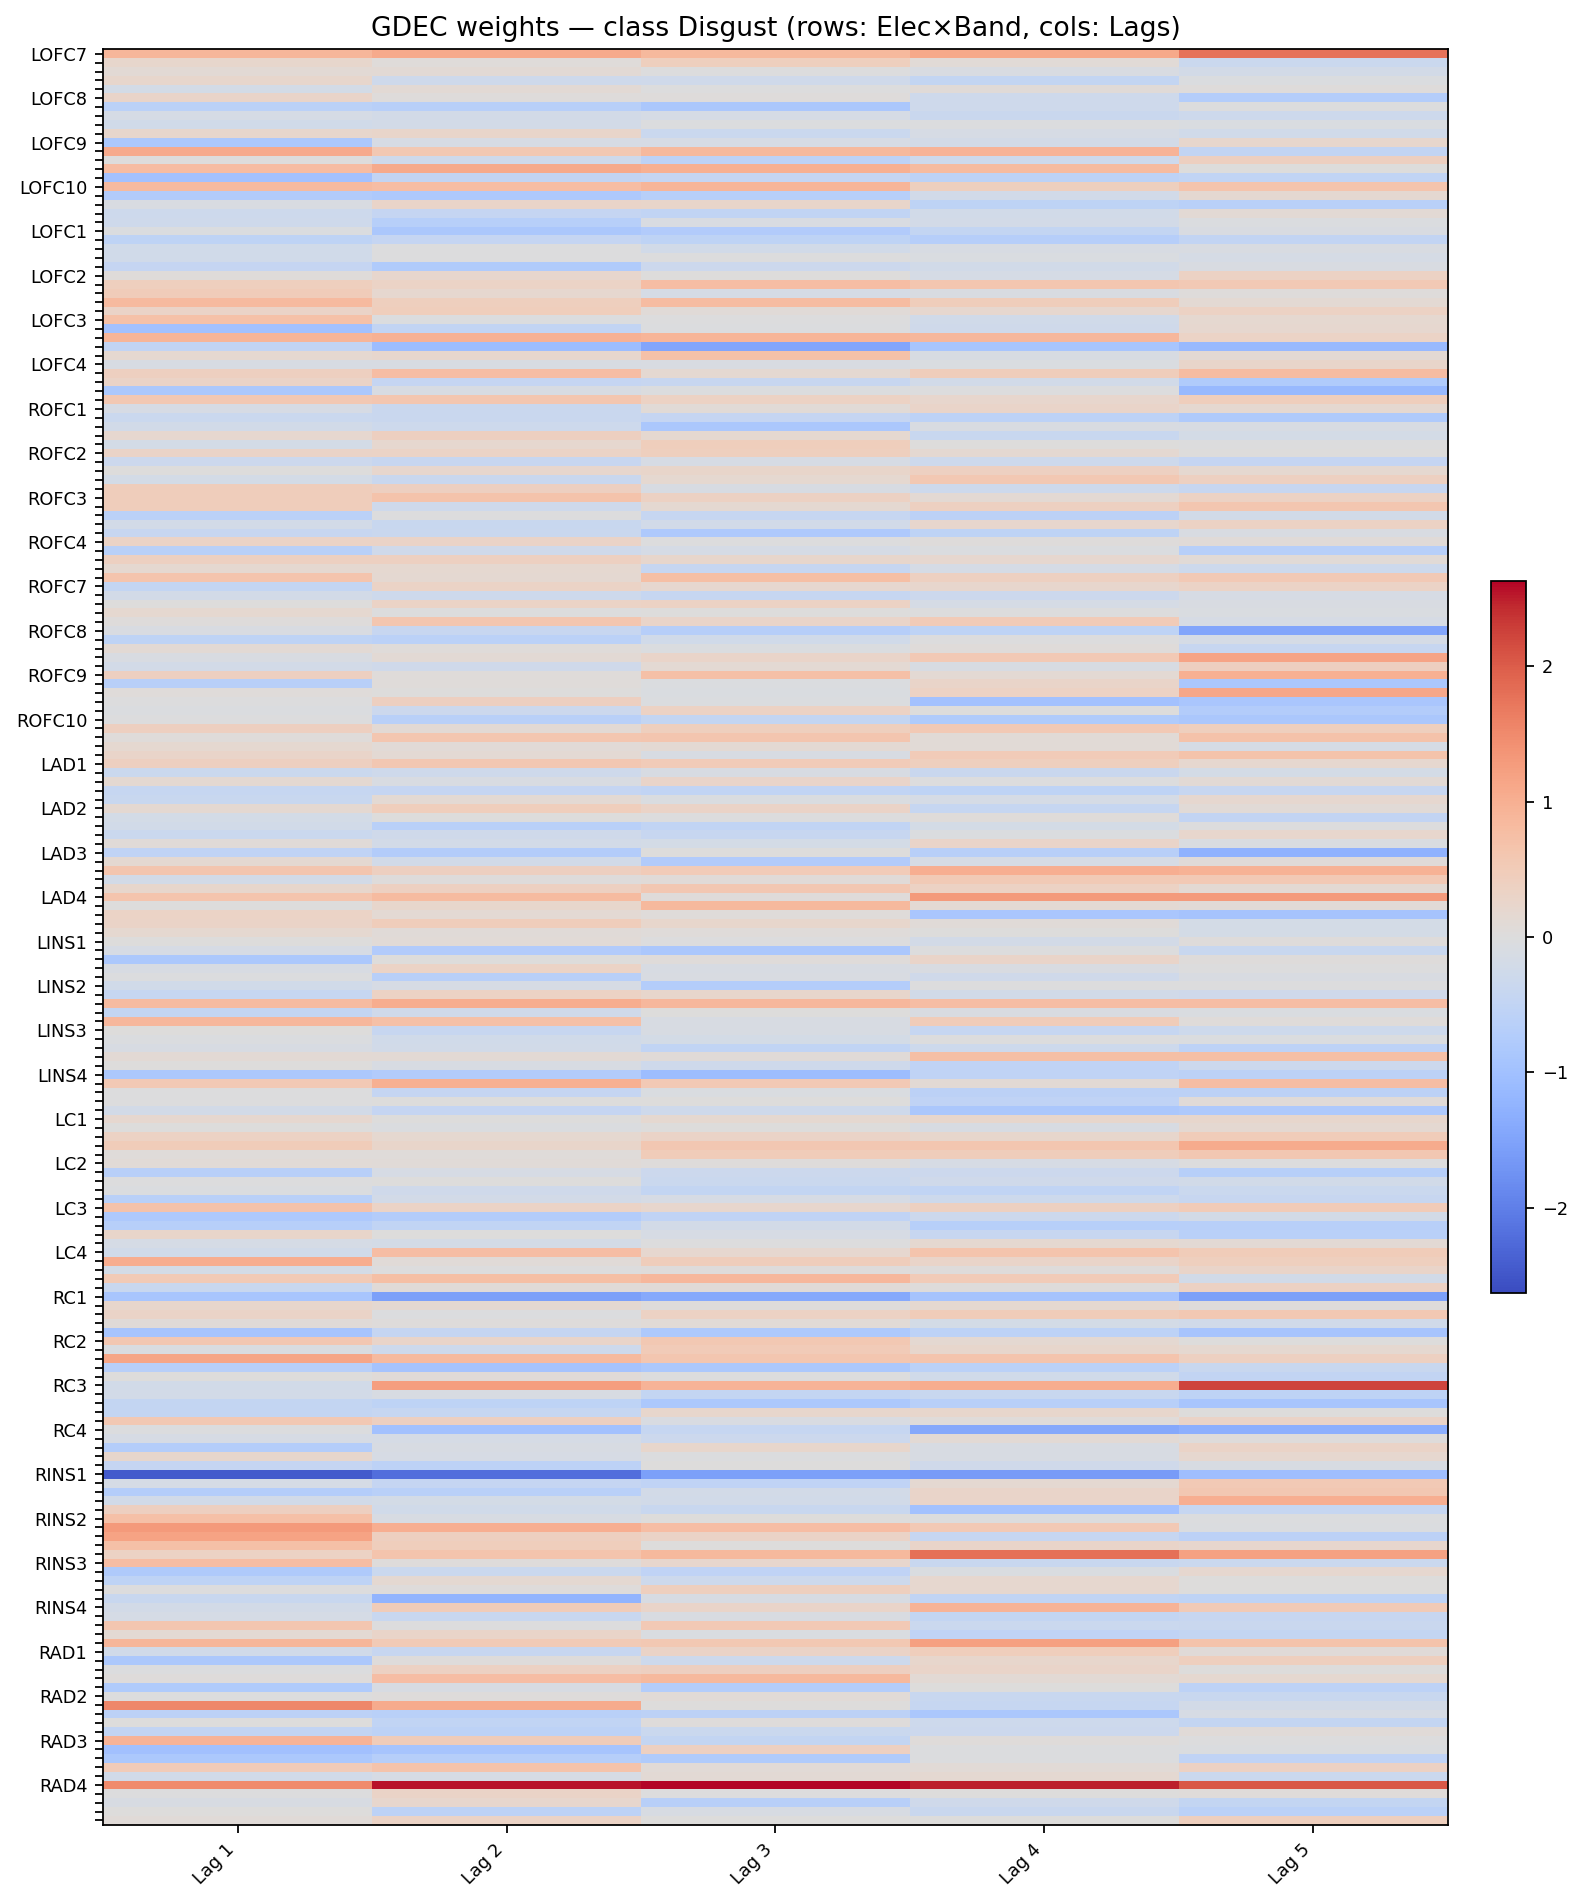 GDEC weights — class Disgust (rows: Elec×Band, cols: Lags)
LOFC7
LOFC8
LOFC9
LOFC10
LOFC1
LOFC2
LOFC3
LOFC4
ROFC1
ROFC2
ROFC3
ROFC4
ROFC7
ROFC8
ROFC9
ROFC10
LAD1
LAD2
LAD3
LAD4
LINS1
LINS2
LINS3
LINS4
LC1
LC2
LC3
LC4
RC1
RC2
RC3
RC4
RINS1
RINS2
RINS3
RINS4
RAD1
RAD2
RAD3
RAD4
Lag 1
Lag 2
Lag 3
Lag 4
Lag 5
2
1
0
−1
−2